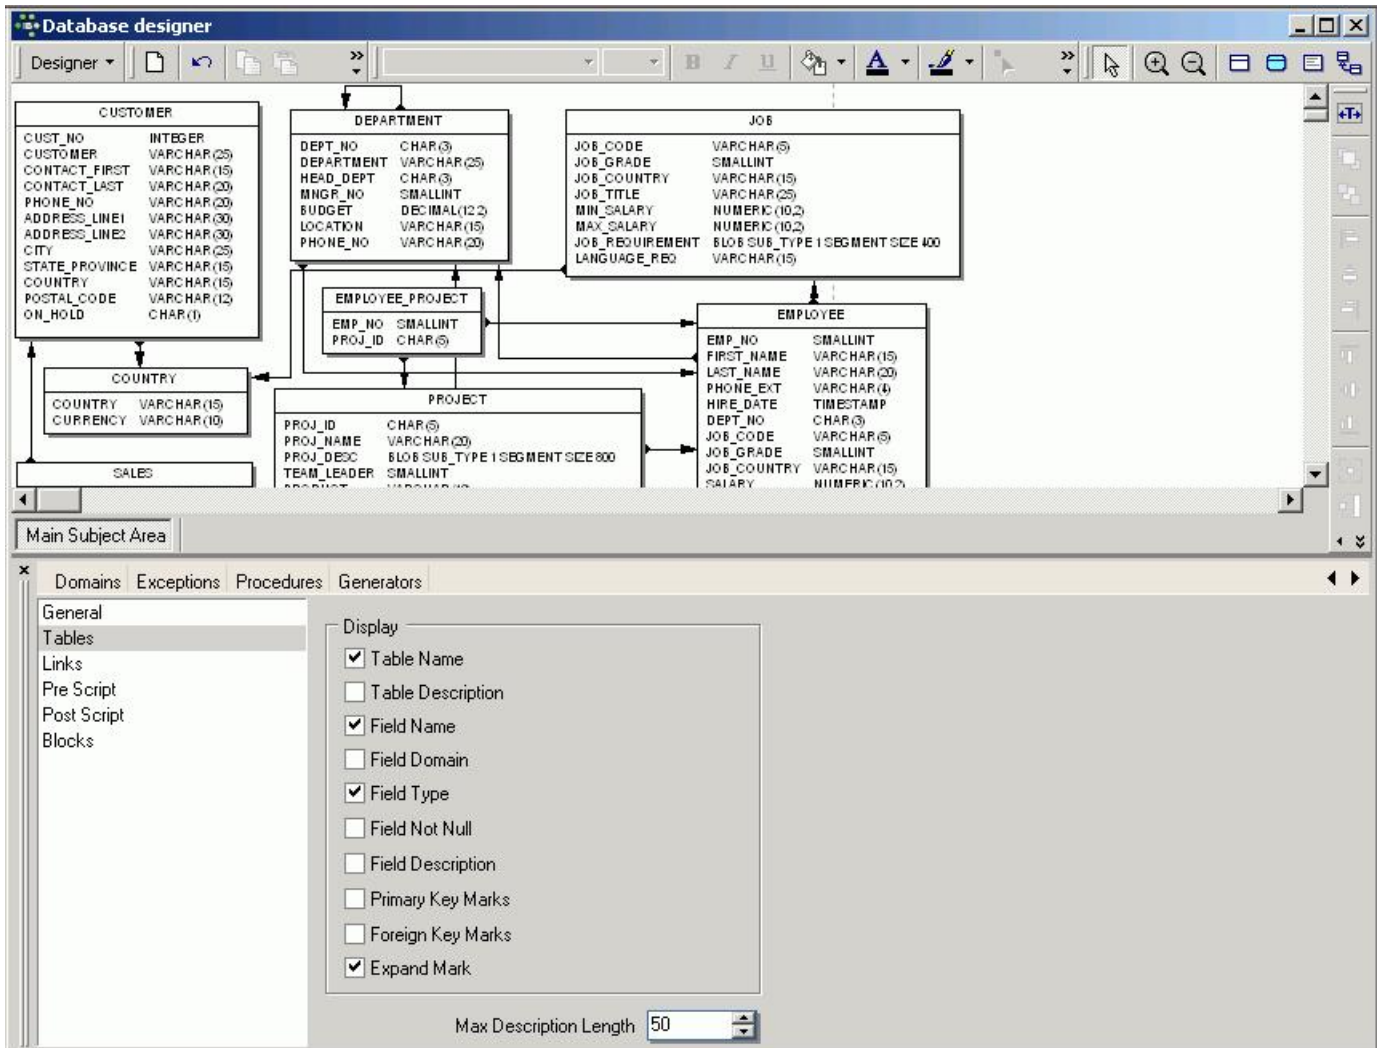 Database designer
Designer
B I U A
CUSTOMER
CUST_NO INTEGER
CUSTOMER VARCHAR(25)
CONTACT_FIRST VARCHAR(15)
CONTACT_LAST VARCHAR(20)
PHONE_NO VARCHAR(20)
ADDRESS_LINE1 VARCHAR(30)
ADDRESS_LINE2 VARCHAR(30)
CITY VARCHAR(25)
STATE_PROVINCE VARCHAR(15)
COUNTRY VARCHAR(15)
POSTAL_CODE VARCHAR(12)
ON_HOLD CHAR(1)
DEPARTMENT
DEPT_NO CHAR(3)
DEPARTMENT VARCHAR(25)
HEAD_DEPT CHAR(3)
MNGR_NO SMALLINT
BUDGET DECIMAL(12,2)
LOCATION VARCHAR(15)
PHONE_NO VARCHAR(20)
JOB
JOB_CODE VARCHAR(5)
JOB_GRADE SMALLINT
JOB_COUNTRY VARCHAR(15)
JOB_TITLE VARCHAR(25)
MIN_SALARY NUMERIC(10,2)
MAX_SALARY NUMERIC(10,2)
JOB_REQUIREMENT BLOB SUB_TYPE 1 SEGMENT SIZE 400
LANGUAGE_REQ VARCHAR(15)
EMPLOYEE_PROJECT
EMP_NO SMALLINT
PROJ_ID CHAR(5)
EMPLOYEE
EMP_NO SMALLINT
FIRST_NAME VARCHAR(15)
LAST_NAME VARCHAR(20)
PHONE_EXT VARCHAR(4)
HIRE_DATE TIMESTAMP
DEPT_NO CHAR(3)
JOB_CODE VARCHAR(5)
JOB_GRADE SMALLINT
JOB_COUNTRY VARCHAR(15)
SALARY NUMERIC(10,2)
COUNTRY
COUNTRY VARCHAR(15)
CURRENCY VARCHAR(10)
PROJECT
PROJ_ID CHAR(5)
PROJ_NAME VARCHAR(20)
PROJ_DESC BLOB SUB_TYPE 1 SEGMENT SIZE 800
TEAM_LEADER SMALLINT
SALES
Main Subject Area
Domains Exceptions Procedures Generators
General
Tables
Links
Pre Script
Post Script
Blocks
Display
Table Name
Table Description
Field Name
Field Domain
Field Type
Field Not Null
Field Description
Primary Key Marks
Foreign Key Marks
Expand Mark
Max Description Length 50